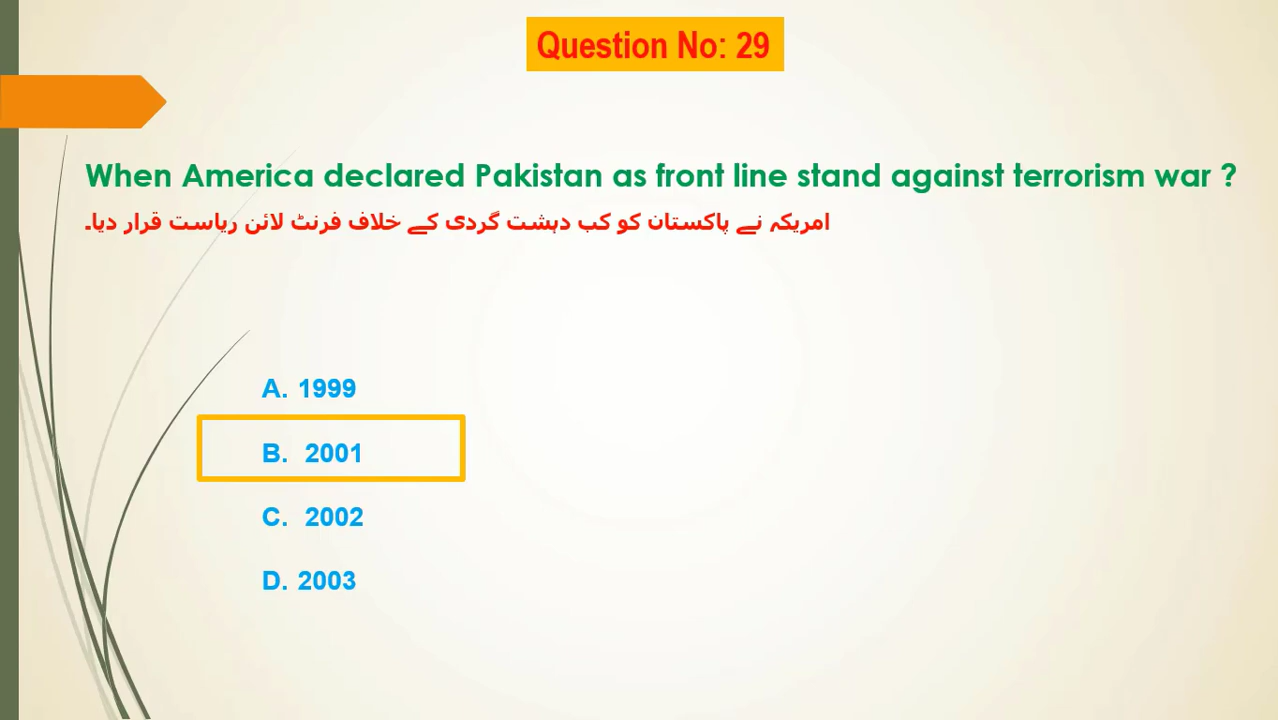 Question No: 29
When America declared Pakistan as front line stand against terrorism war ?
امریکہ نے پاکستان کو کب دہشت گردی کے خلاف فرنٹ لائن ریاست قرار دیا۔
A. 1999
B. 2001
C. 2002
D. 2003